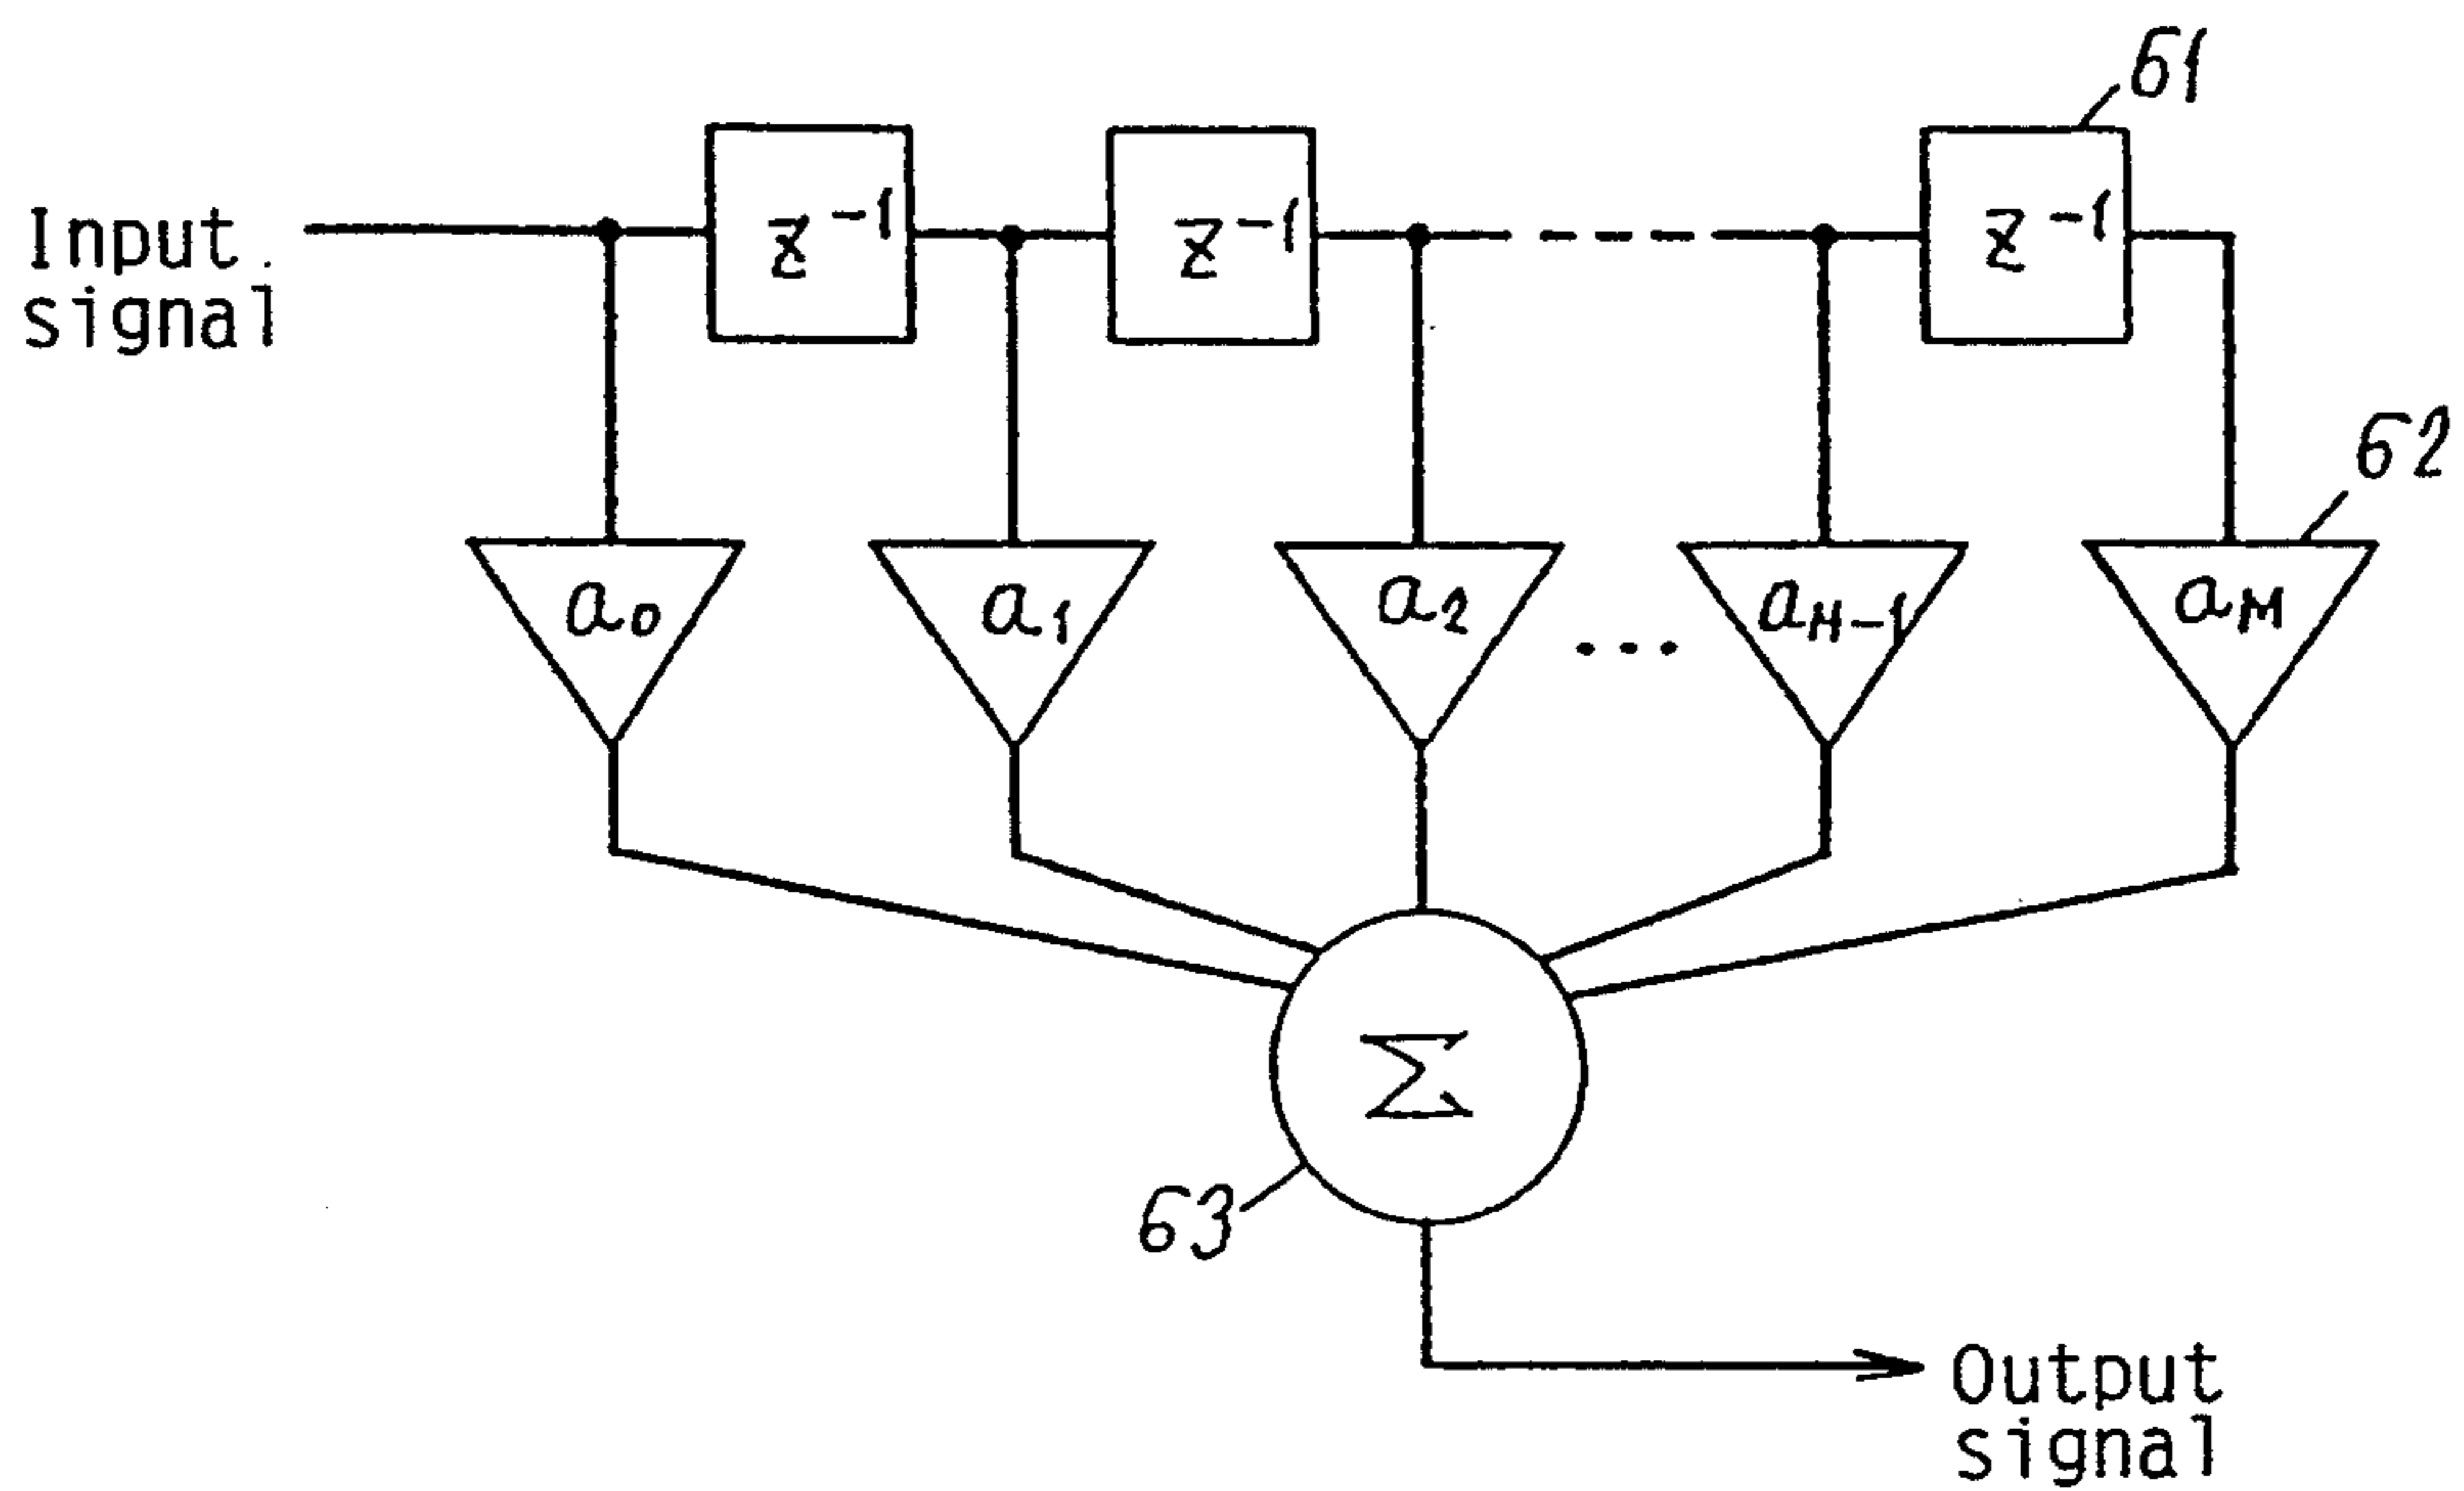 61
Input
signal
z⁻¹ z⁻¹ z⁻¹
62
a₀ a₁ a₂ ... aM₋₁ aM
Σ
63
Output
signal